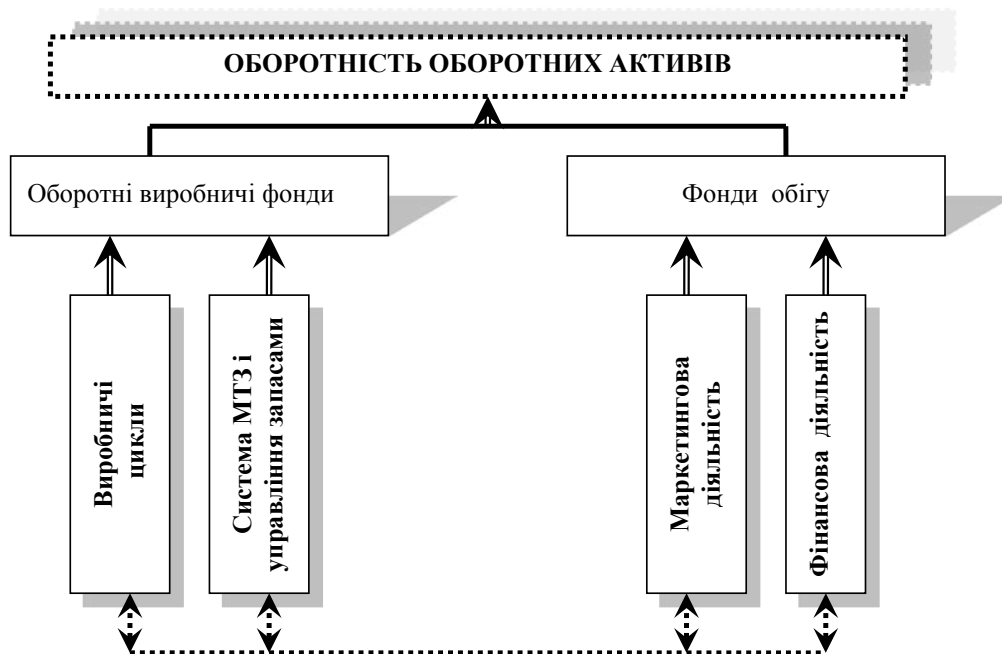 ОБОРОТНІСТЬ ОБОРОТНИХ АКТИВІВ
Оборотні виробничі фонди
Фонди обігу
Виробничі
цикли
Система МТЗ і
управління запасами
Маркетингова
діяльність
Фінансова діяльність